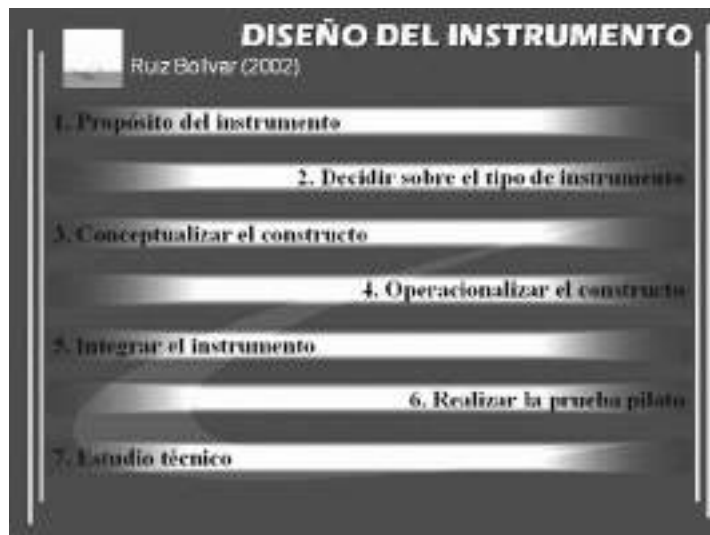 DISEÑO DEL INSTRUMENTO
Ruiz Bolívar (2002)
1. Propósito del instrumento
2. Decidir sobre el tipo de instrumento
3. Conceptualizar el constructo
4. Operacionalizar el constructo
5. Integrar el instrumento
6. Realizar la prueba piloto
7. Estudio técnico